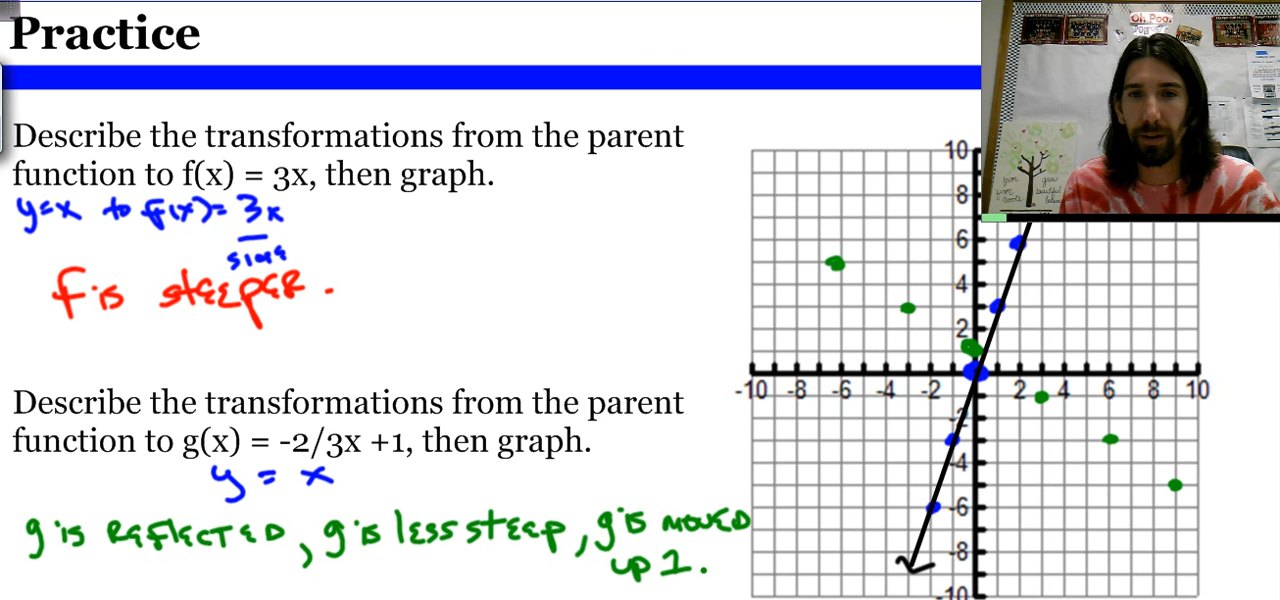 Practice
Describe the transformations from the parent
function to f(x) = 3x, then graph.
y=x to f(x)= 3x
slope
f is steeper.
Describe the transformations from the parent
function to g(x) = -2/3x +1, then graph.
y = x
g is REFLECTED, g is less steep, g is moved
up 1.
10
8
6
4
2
-10 -8 -6 -4 -2 2 4 6 8 10
-2
-4
-6
-8
-10